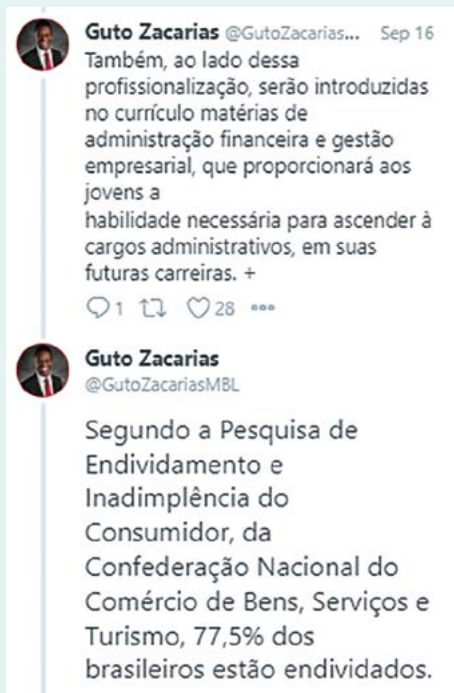 Guto Zacarias @GutoZacarias... Sep 16
Também, ao lado dessa
profissionalização, serão introduzidas
no currículo matérias de
administração financeira e gestão
empresarial, que proporcionará aos
jovens a
habilidade necessária para ascender à
cargos administrativos, em suas
futuras carreiras. +
1 28
Guto Zacarias
@GutoZacariasMBL
Segundo a Pesquisa de
Endividamento e
Inadimplência do
Consumidor, da
Confederação Nacional do
Comércio de Bens, Serviços e
Turismo, 77,5% dos
brasileiros estão endividados.